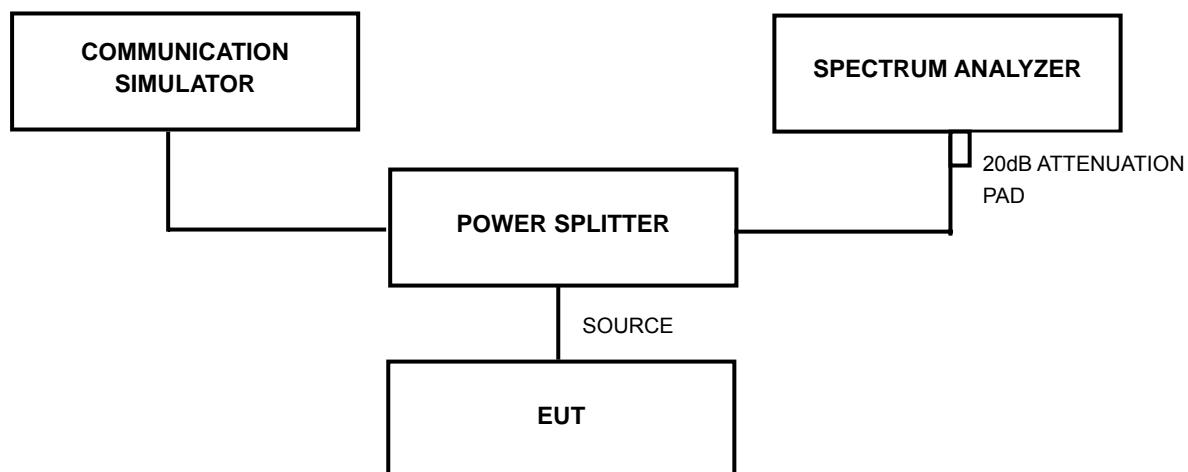 COMMUNICATION
SIMULATOR
SPECTRUM ANALYZER
20dB ATTENUATION
PAD
POWER SPLITTER
SOURCE
EUT